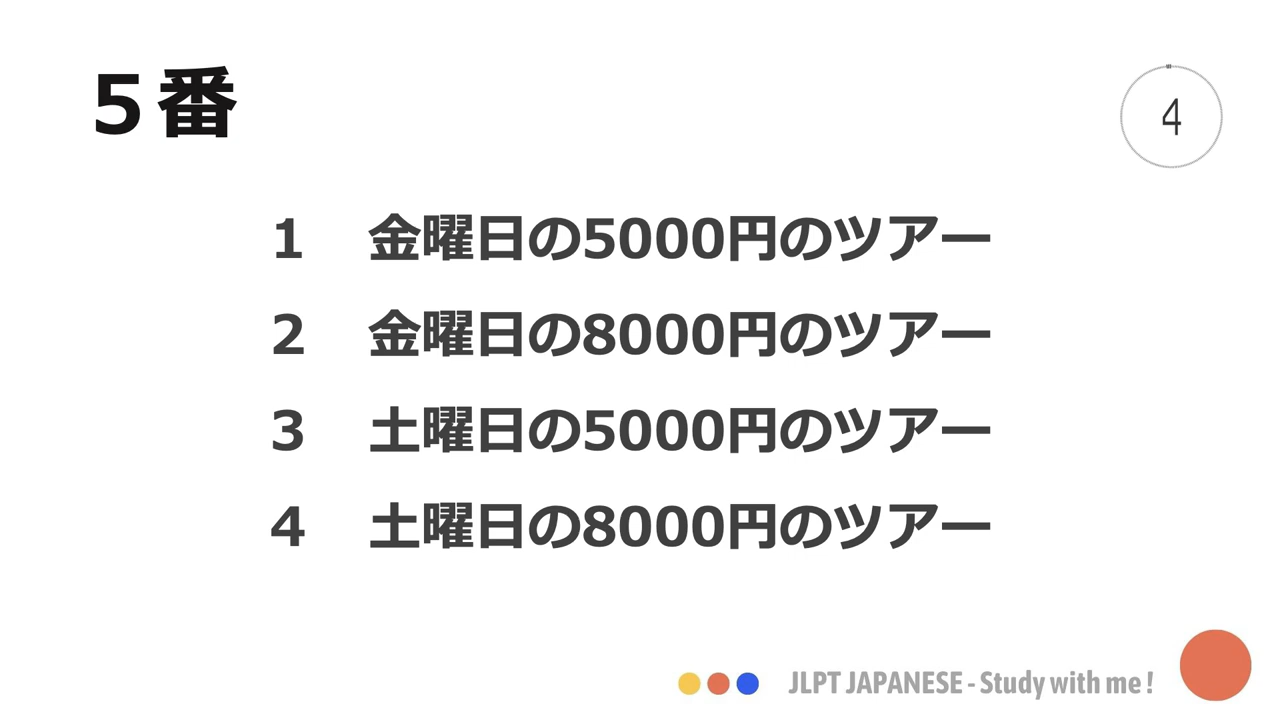 5番
4
1 金曜日の5000円のツアー
2 金曜日の8000円のツアー
3 土曜日の5000円のツアー
4 土曜日の8000円のツアー
JLPT JAPANESE - Study with me !